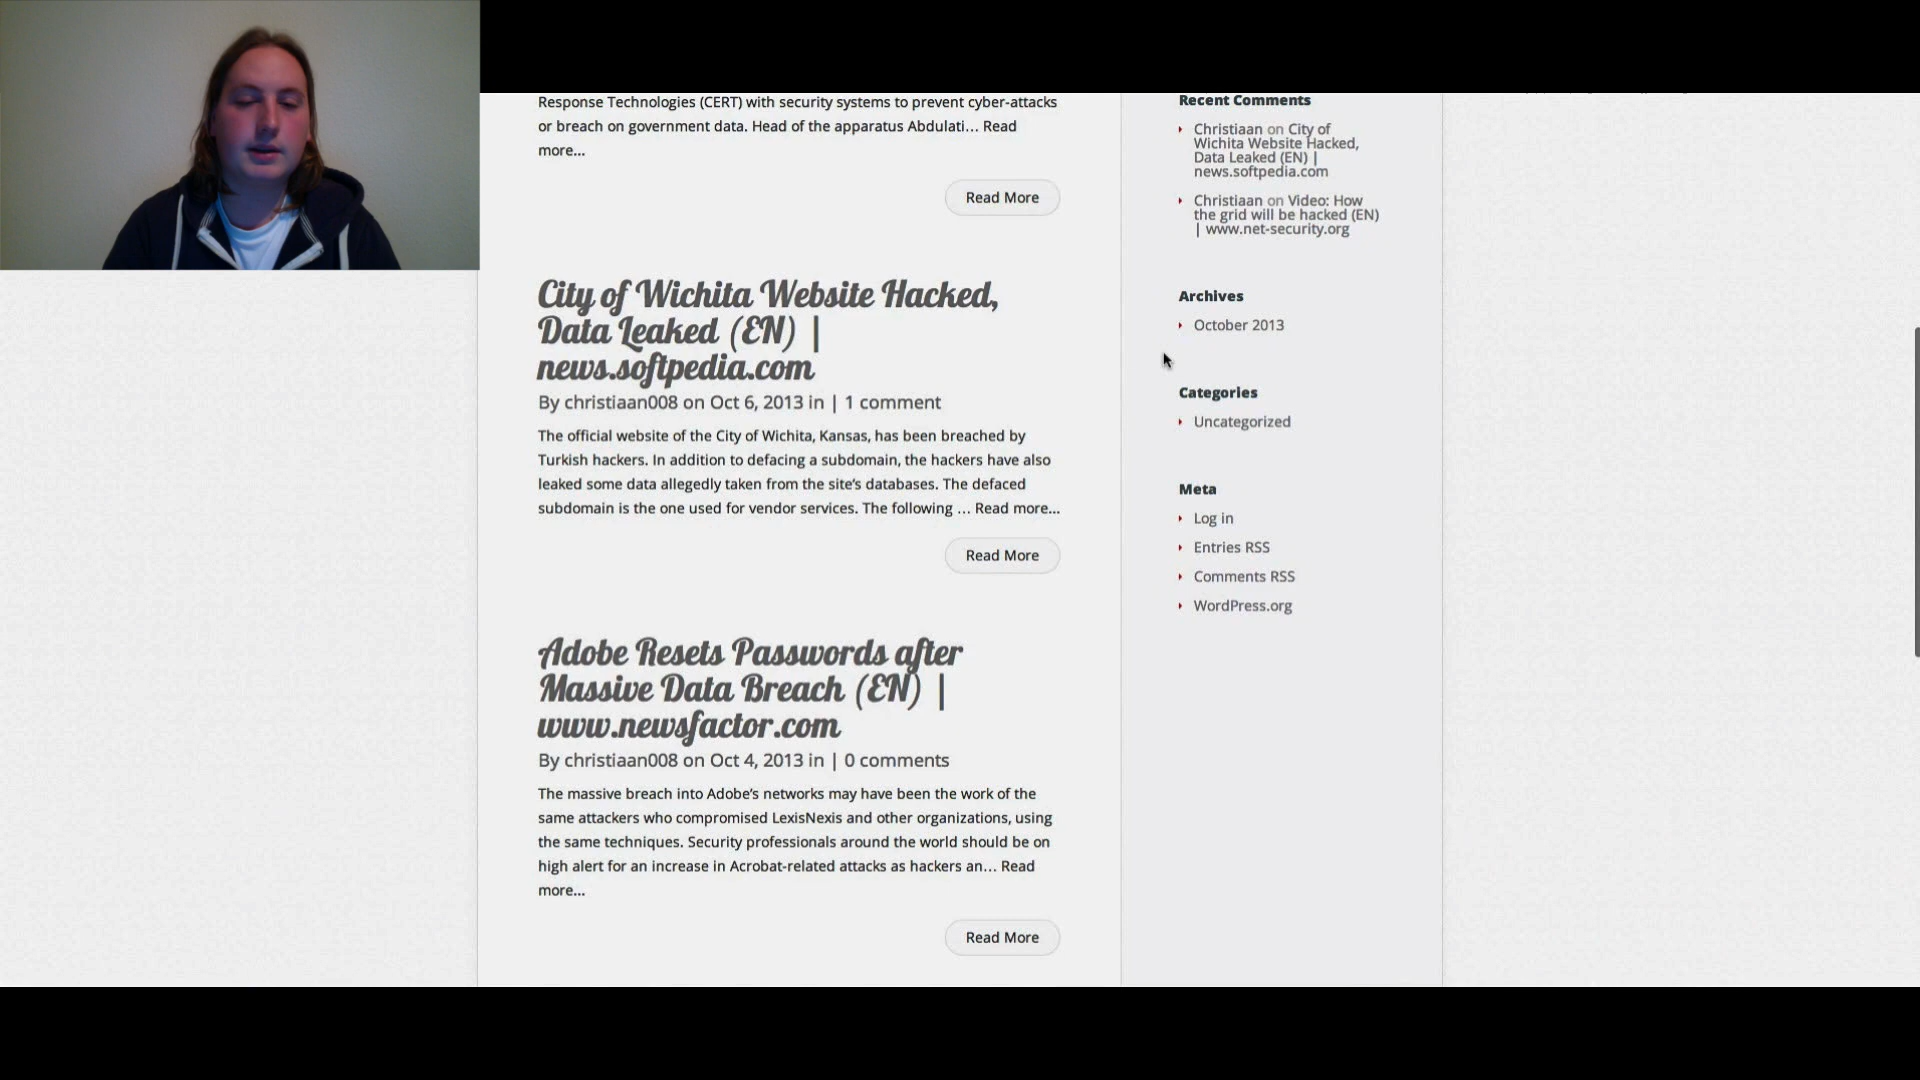 Response Technologies (CERT) with security systems to prevent cyber-attacks
or breach on government data. Head of the apparatus Abdulati… Read
more...
Read More
City of Wichita Website Hacked,
Data Leaked (EN) |
news.softpedia.com
By christiaan008 on Oct 6, 2013 in | 1 comment
The official website of the City of Wichita, Kansas, has been breached by
Turkish hackers. In addition to defacing a subdomain, the hackers have also
leaked some data allegedly taken from the site's databases. The defaced
subdomain is the one used for vendor services. The following … Read more...
Read More
Adobe Resets Passwords after
Massive Data Breach (EN) |
www.newsfactor.com
By christiaan008 on Oct 4, 2013 in | 0 comments
The massive breach into Adobe's networks may have been the work of the
same attackers who compromised LexisNexis and other organizations, using
the same techniques. Security professionals around the world should be on
high alert for an increase in Acrobat-related attacks as hackers an… Read
more...
Read More
Recent Comments
Christiaan on City of
Wichita Website Hacked,
Data Leaked (EN) |
news.softpedia.com
Christiaan on Video: How
the grid will be hacked (EN)
| www.net-security.org
Archives
October 2013
Categories
Uncategorized
Meta
Log in
Entries RSS
Comments RSS
WordPress.org